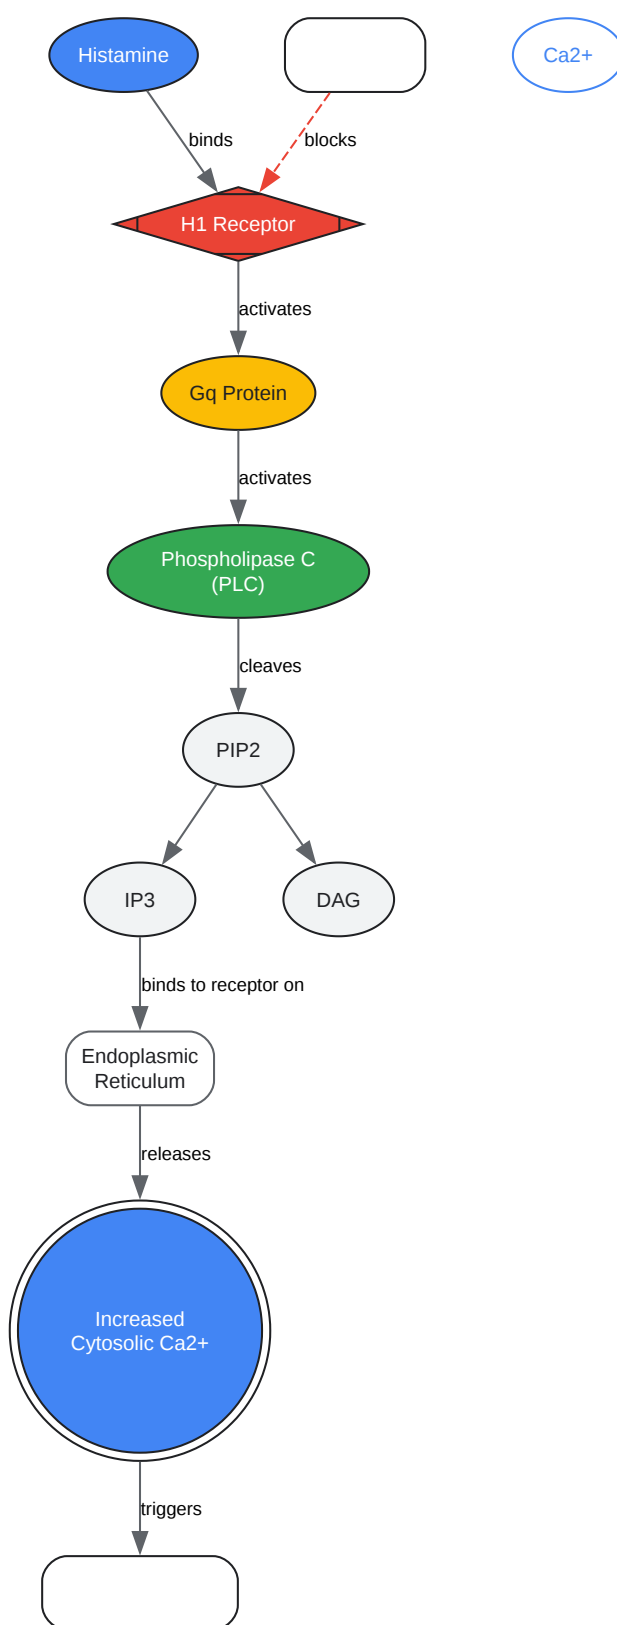 Histamine
Ca2+
binds
blocks
H1 Receptor
activates
Gq Protein
activates
Phospholipase C
(PLC)
cleaves
PIP2
IP3
DAG
binds to receptor on
Endoplasmic
Reticulum
releases
Increased
Cytosolic Ca2+
triggers